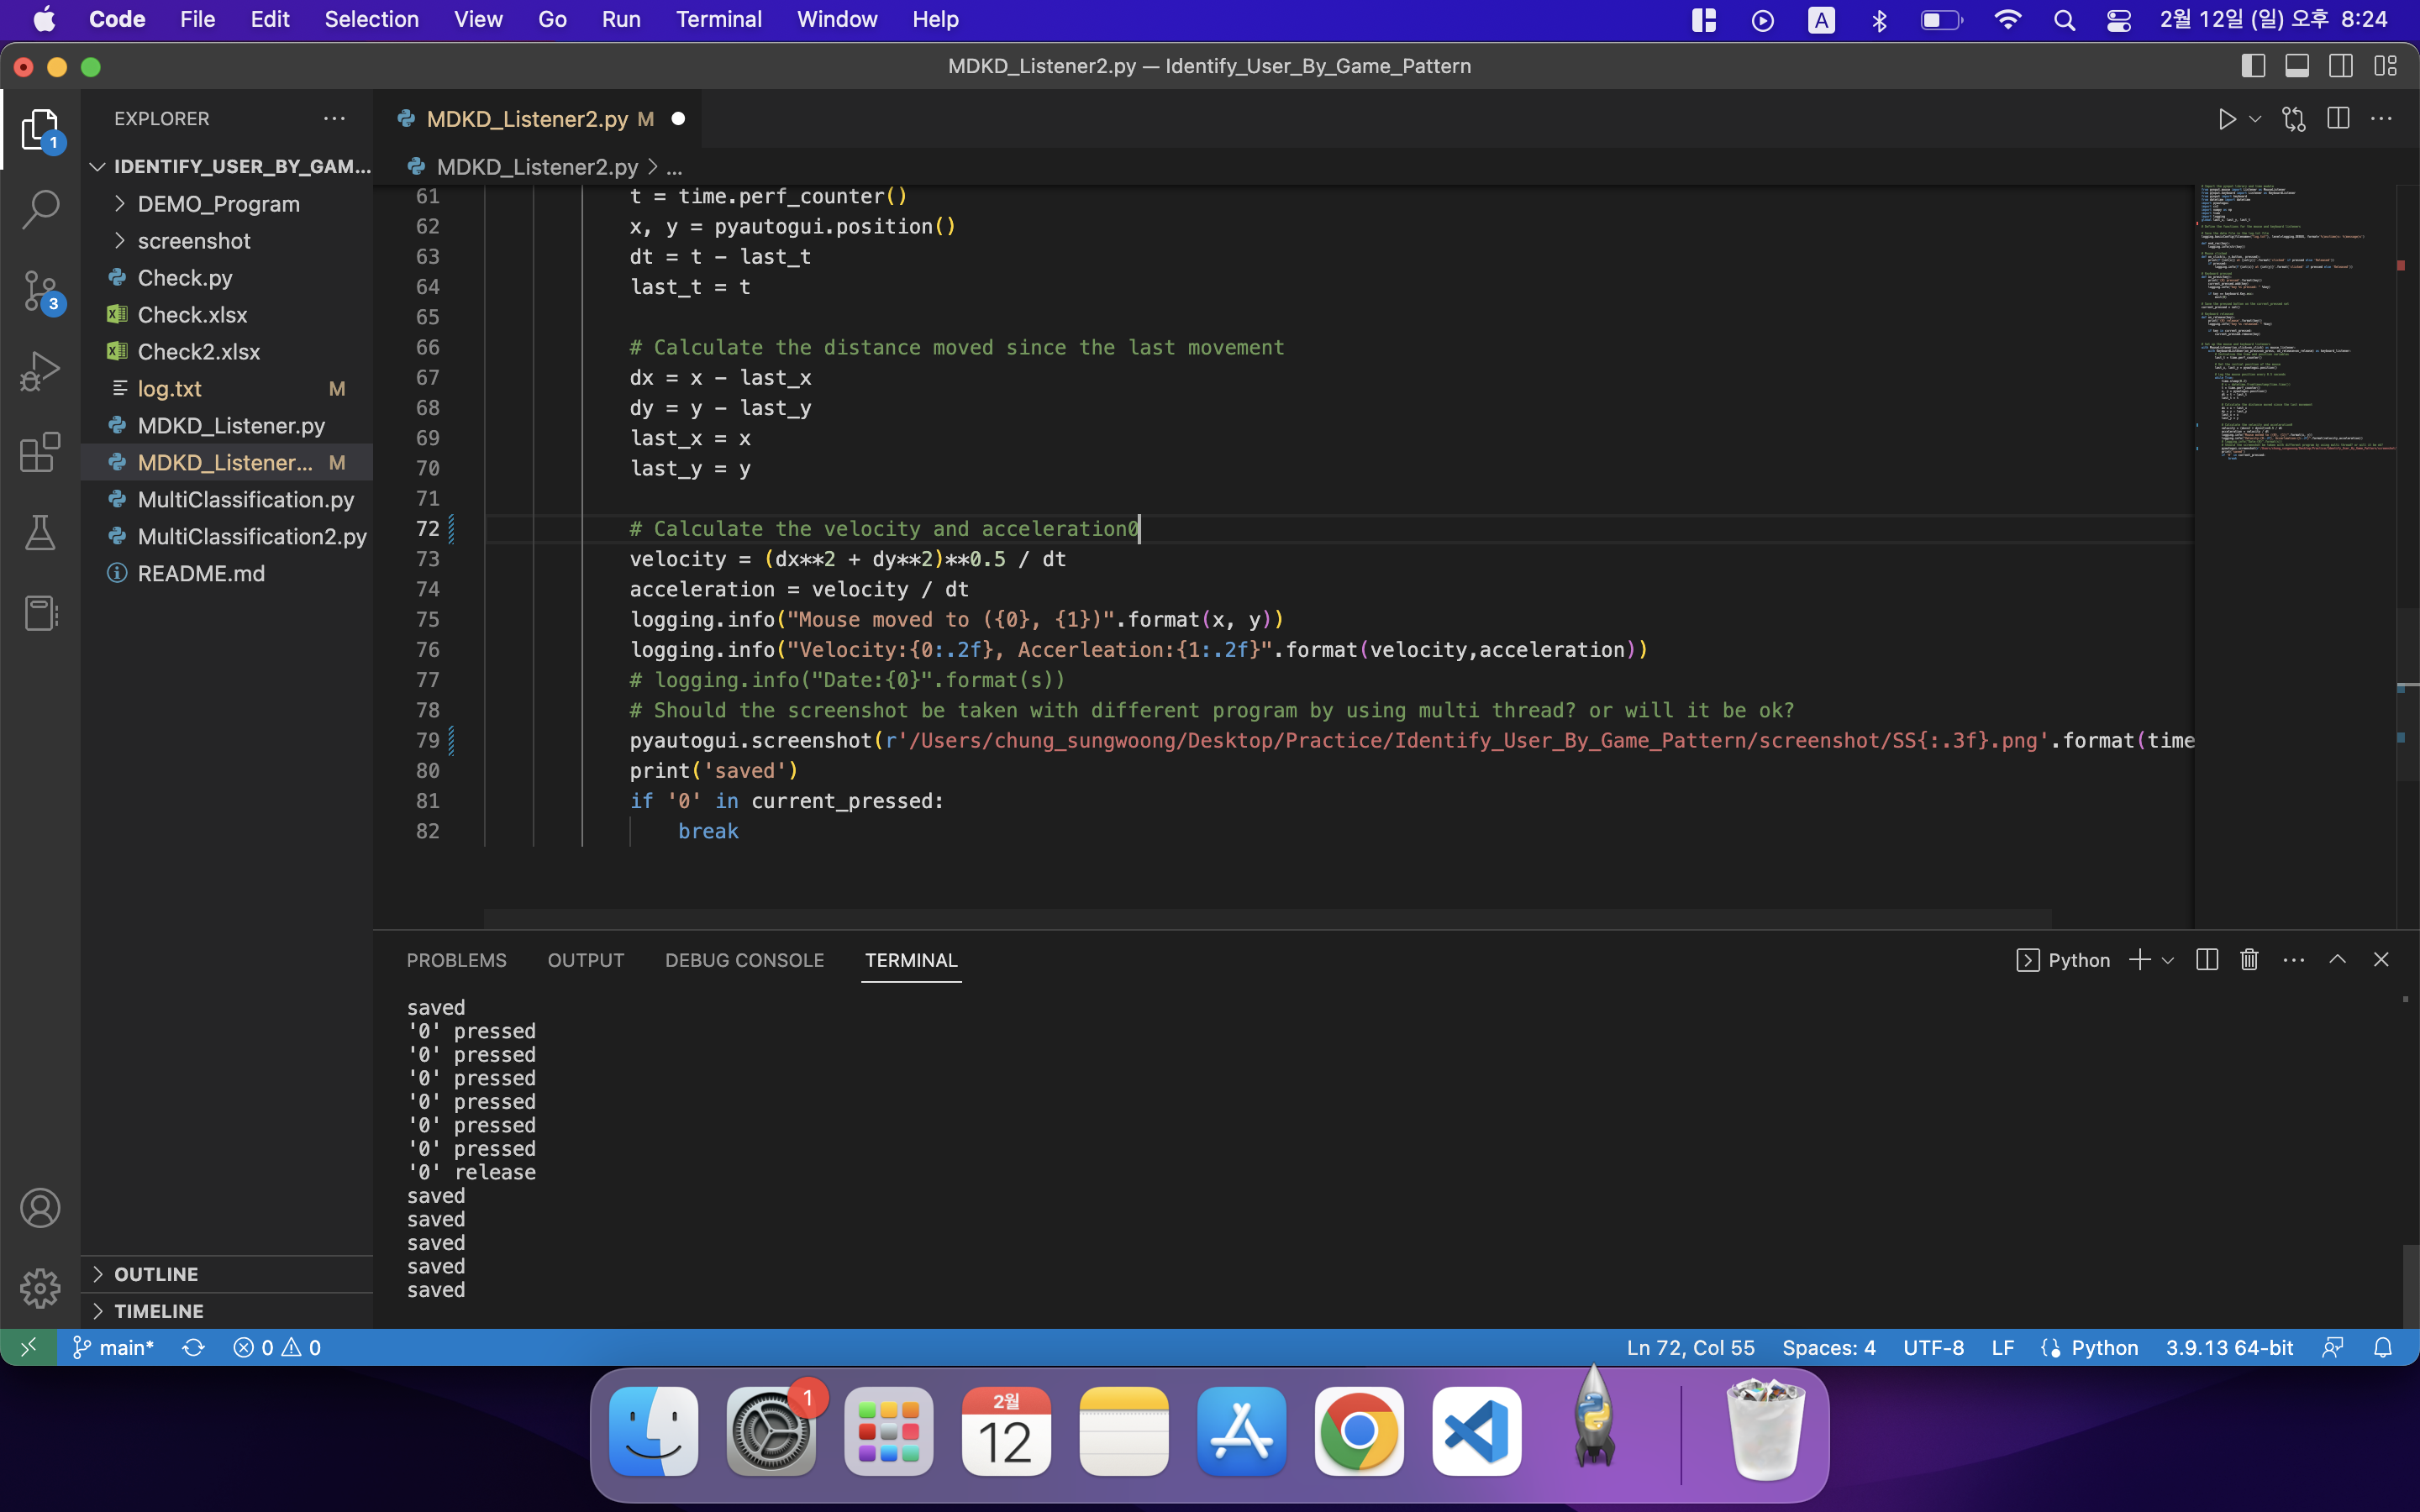 Code File Edit Selection View Go Run Terminal Window Help A 2월 12일 (일) 오후 8:24
MDKD_Listener2.py — Identify_User_By_Game_Pattern
EXPLORER
1
IDENTIFY_USER_BY_GAM...
DEMO_Program
screenshot
Check.py
Check.xlsx
Check2.xlsx
log.txt M
MDKD_Listener.py
MDKD_Listener... M
MultiClassification.py
MultiClassification2.py
README.md
3
OUTLINE
TIMELINE
MDKD_Listener2.py M
MDKD_Listener2.py > ...
61 t = time.perf_counter()
62 x, y = pyautogui.position()
63 dt = t - last_t
64 last_t = t
65
66 # Calculate the distance moved since the last movement
67 dx = x - last_x
68 dy = y - last_y
69 last_x = x
70 last_y = y
71
72 # Calculate the velocity and acceleration0
73 velocity = (dx**2 + dy**2)**0.5 / dt
74 acceleration = velocity / dt
75 logging.info("Mouse moved to ({0}, {1})".format(x, y))
76 logging.info("Velocity:{0:.2f}, Accerleation:{1:.2f}".format(velocity,acceleration))
77 # logging.info("Date:{0}".format(s))
78 # Should the screenshot be taken with different program by using multi thread? or will it be ok?
79 pyautogui.screenshot(r'/Users/chung_sungwoong/Desktop/Practice/Identify_User_By_Game_Pattern/screenshot/SS{:.3f}.png'.format(time
80 print('saved')
81 if '0' in current_pressed:
82 break
PROBLEMS OUTPUT DEBUG CONSOLE TERMINAL Python
saved
'0' pressed
'0' pressed
'0' pressed
'0' pressed
'0' pressed
'0' pressed
'0' release
saved
saved
saved
saved
saved
main* 0 0 Ln 72, Col 55 Spaces: 4 UTF-8 LF Python 3.9.13 64-bit
1
2월
12